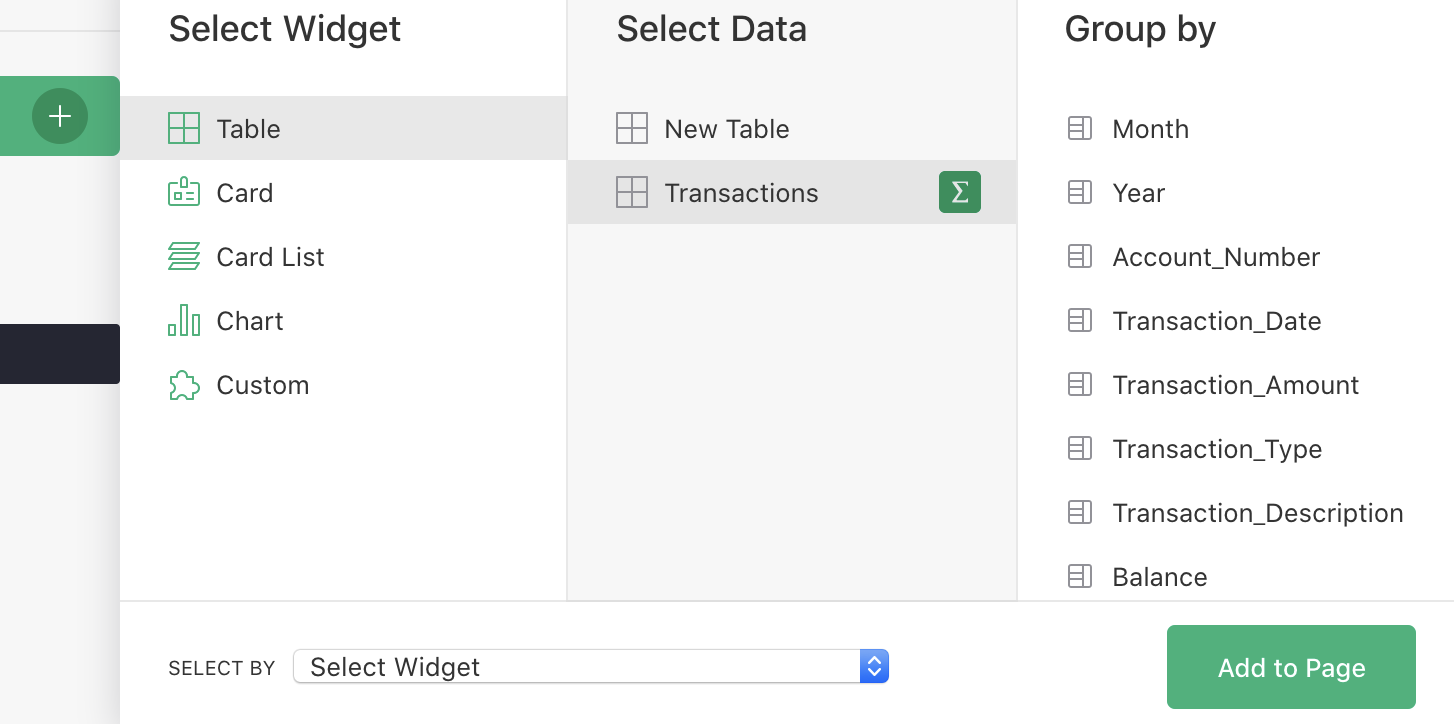 Select Widget
Table
Card
Card List
Chart
Custom
Select Data
New Table
Transactions Σ
Group by
Month
Year
Account_Number
Transaction_Date
Transaction_Amount
Transaction_Type
Transaction_Description
Balance
SELECT BY Select Widget
Add to Page